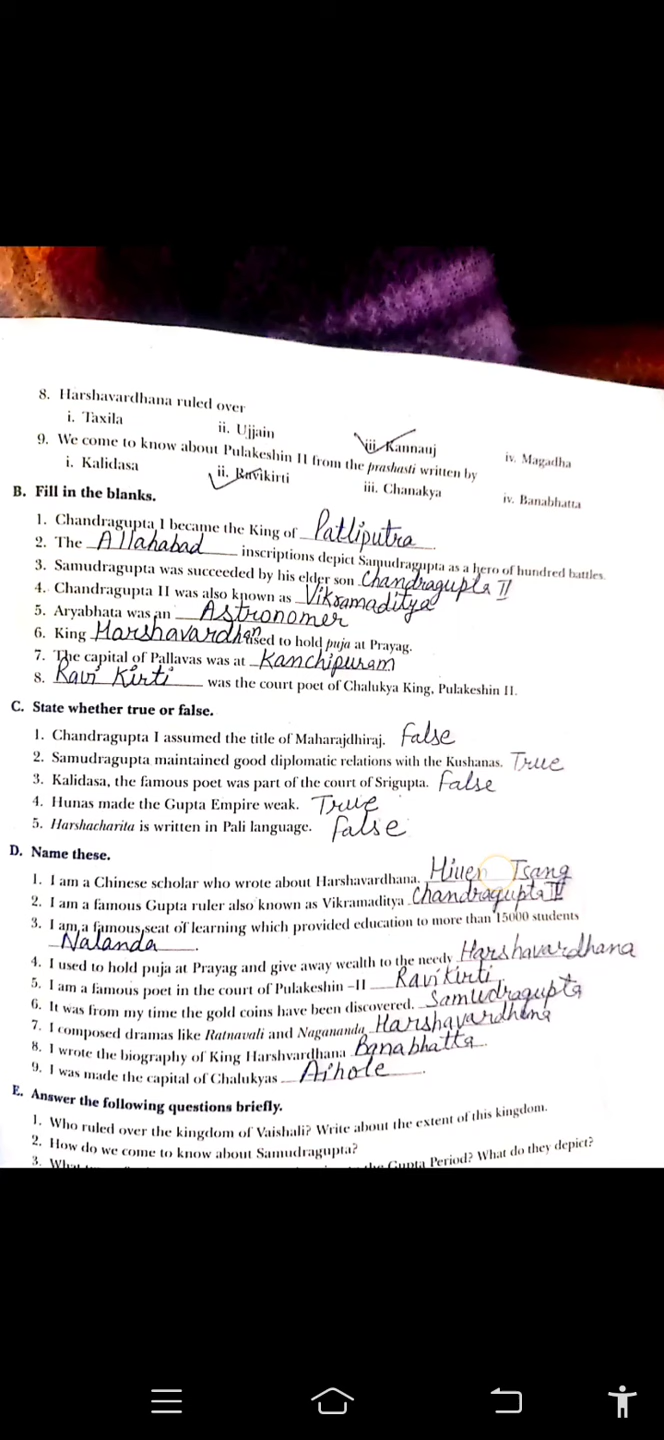 8. Harshavardhana ruled over
i. Taxila ii. Ujjain iii. Kannauj iv. Magadha
9. We come to know about Pulakeshin II from the prashasti written by
i. Kalidasa ii. Ravikirti iii. Chanakya iv. Banabhatta
B. Fill in the blanks.
1. Chandragupta I became the King of Patliputra.
2. The Allahabad inscriptions depict Samudragupta as a hero of hundred battles.
3. Samudragupta was succeeded by his elder son Chandragupta II
4. Chandragupta II was also known as Vikramaditya
5. Aryabhata was an Astronomer
6. King Harshavardhan used to hold puja at Prayag.
7. The capital of Pallavas was at Kanchipuram
8. Ravi Kirti was the court poet of Chalukya King, Pulakeshin II.
C. State whether true or false.
1. Chandragupta I assumed the title of Maharajdhiraj. False
2. Samudragupta maintained good diplomatic relations with the Kushanas. True
3. Kalidasa, the famous poet was part of the court of Srigupta. False
4. Hunas made the Gupta Empire weak. True
5. Harshacharita is written in Pali language. False
D. Name these.
1. I am a Chinese scholar who wrote about Harshavardhana. Hiuen Tsang
2. I am a famous Gupta ruler also known as Vikramaditya Chandragupta II
3. I am a famous seat of learning which provided education to more than 15000 students
Nalanda.
4. I used to hold puja at Prayag and give away wealth to the needy Harshavardhana
5. I am a famous poet in the court of Pulakeshin -II Ravi Kirti
6. It was from my time the gold coins have been discovered. Samudragupta
7. I composed dramas like Ratnavali and Nagananda Harshavardhana
8. I wrote the biography of King Harshvardhana Banabhatta.
9. I was made the capital of Chalukyas Aihole.
E. Answer the following questions briefly.
1. Who ruled over the kingdom of Vaishali? Write about the extent of this kingdom.
2. How do we come to know about Samudragupta?
3. Gupta Period? What do they depict?